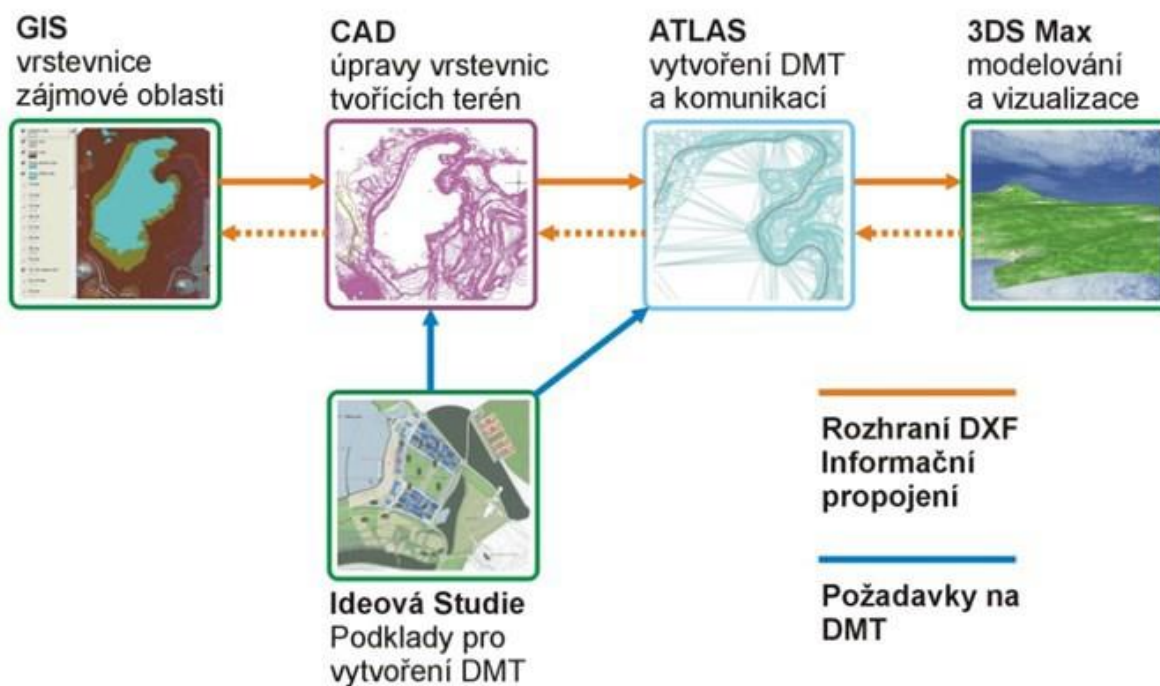 GIS
vrstevnice
zájmové oblasti
CAD
úpravy vrstevnic
tvořících terén
ATLAS
vytvoření DMT
a komunikací
3DS Max
modelování
a vizualizace
Ideová Studie
Podklady pro
vytvoření DMT
Rozhraní DXF
Informační
propojení
Požadavky na
DMT